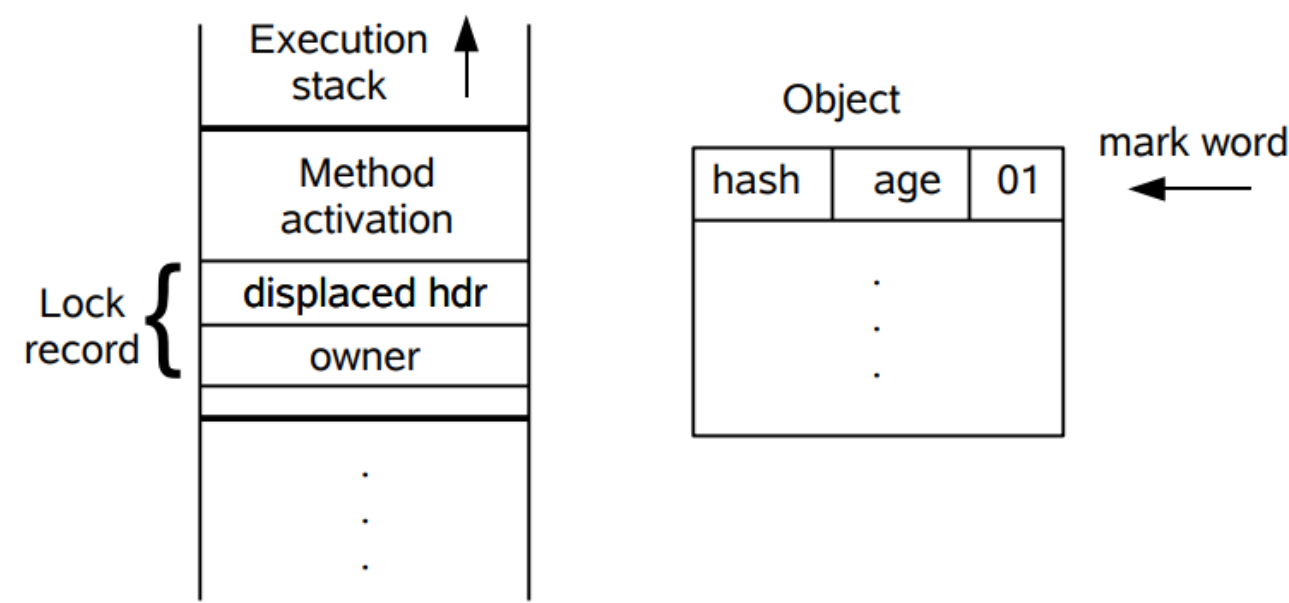 Execution
stack
Method
activation
Lock
record
displaced hdr
owner
Object
mark word
hash age 01